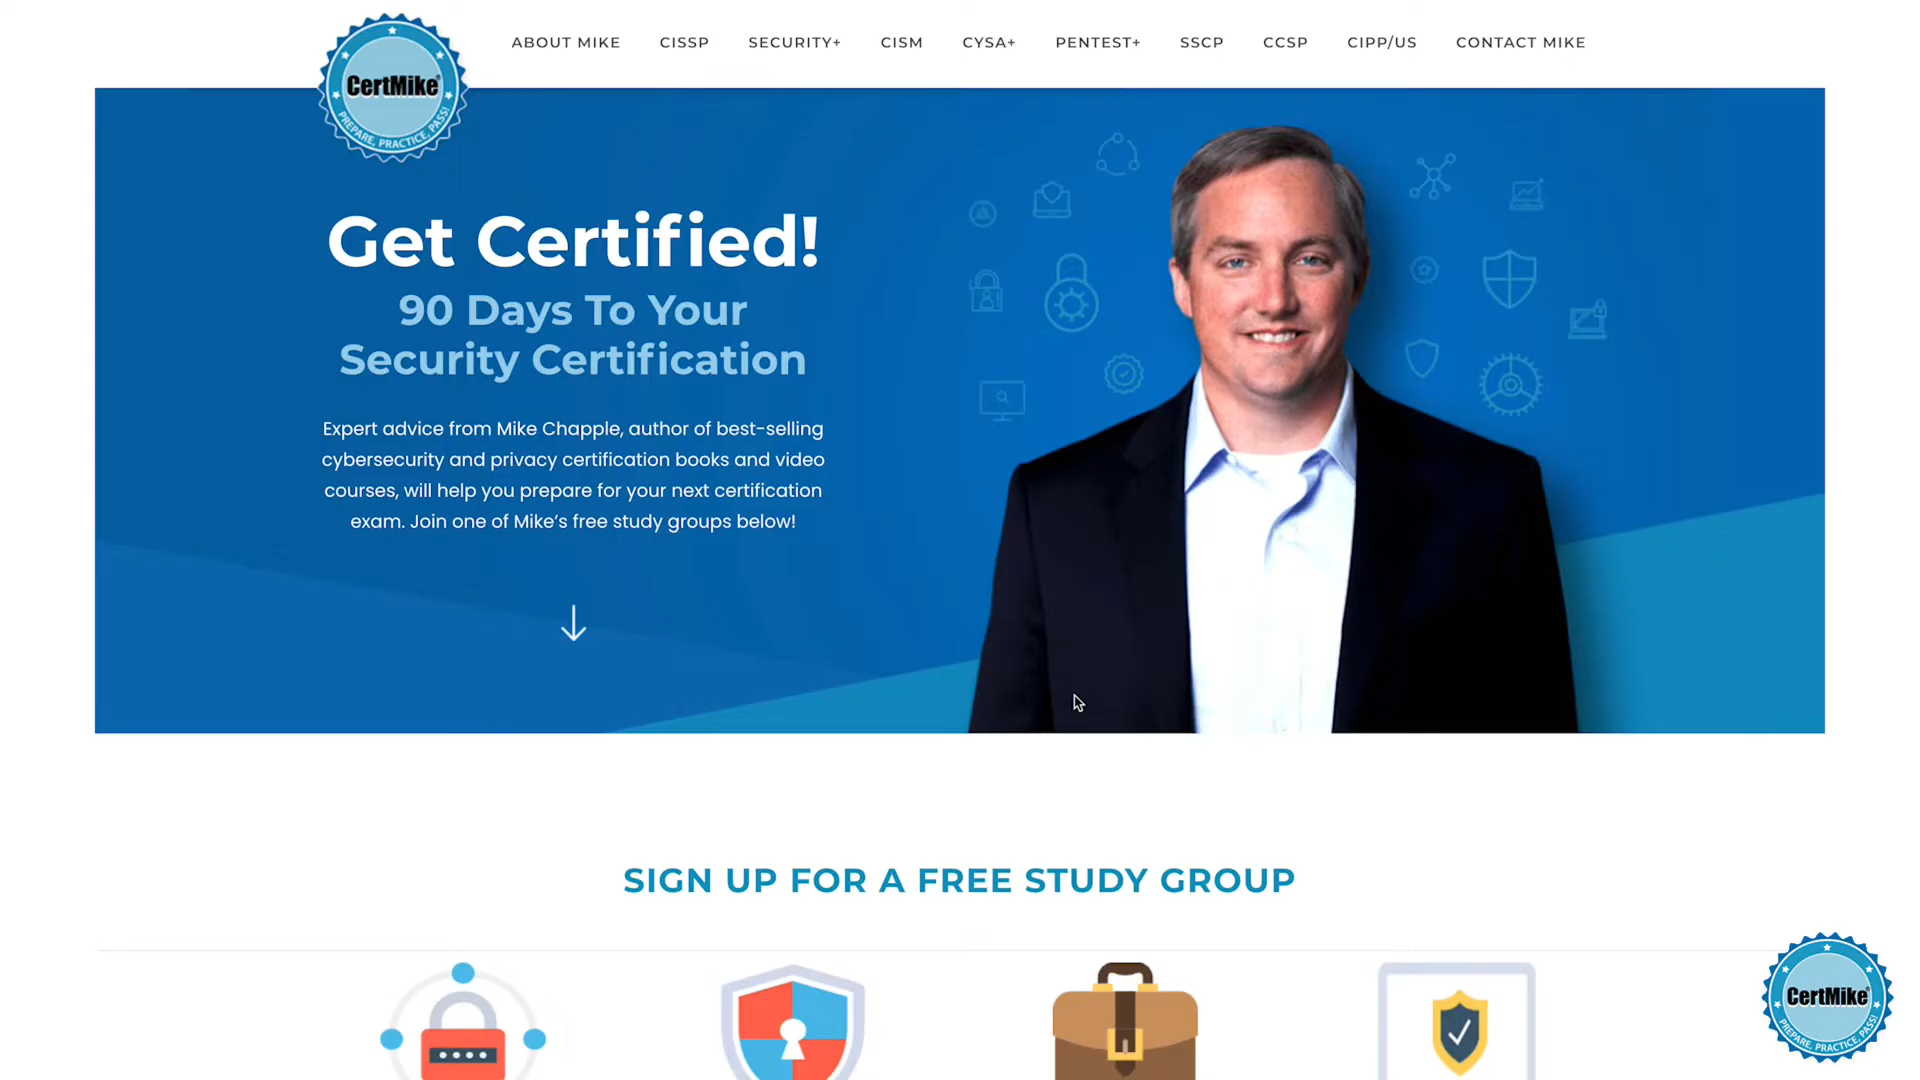 CertMike®
PREPARE, PRACTICE, PASS!
ABOUT MIKE
CISSP
SECURITY+
CISM
CYSA+
PENTEST+
SSCP
CCSP
CIPP/US
CONTACT MIKE
Get Certified!
90 Days To Your
Security Certification
Expert advice from Mike Chapple, author of best-selling
cybersecurity and privacy certification books and video
courses, will help you prepare for your next certification
exam. Join one of Mike’s free study groups below!
SIGN UP FOR A FREE STUDY GROUP
CertMike®
PREPARE, PRACTICE, PASS!